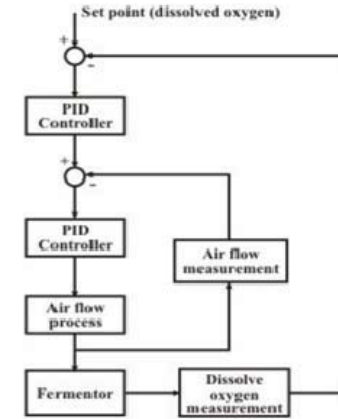 Set point (dissolved oxygen)
+
-
PID
Controller
+
-
PID
Controller
Air flow
measurement
Air flow
process
Fermentor
Dissolve
oxygen
measurement